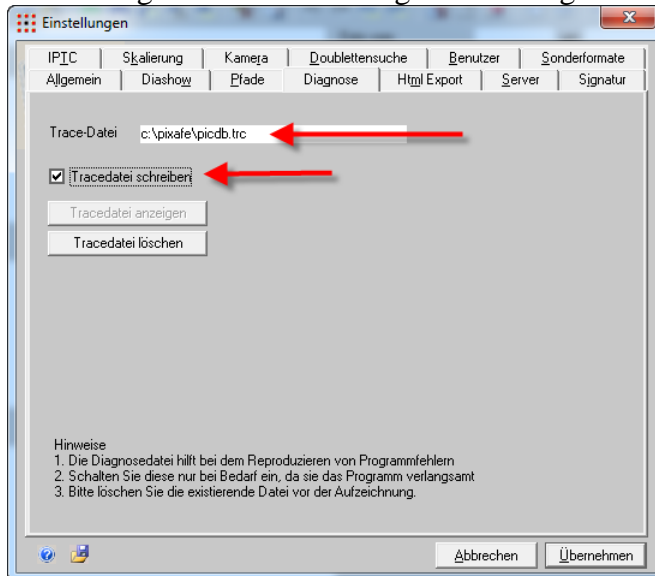 Einstellungen
IPTC Skalierung Kamera Doublettensuche Benutzer Sonderformate
Allgemein Diashow Pfade Diagnose Html Export Server Signatur
Trace-Datei c:\pixafe\picdb.trc
Tracedatei schreiben
Tracedatei anzeigen
Tracedatei löschen
Hinweise
1. Die Diagnosedatei hilft bei dem Reproduzieren von Programmfehlern
2. Schalten Sie diese nur bei Bedarf ein, da sie das Programm verlangsamt
3. Bitte löschen Sie die existierende Datei vor der Aufzeichnung.
Abbrechen Übernehmen